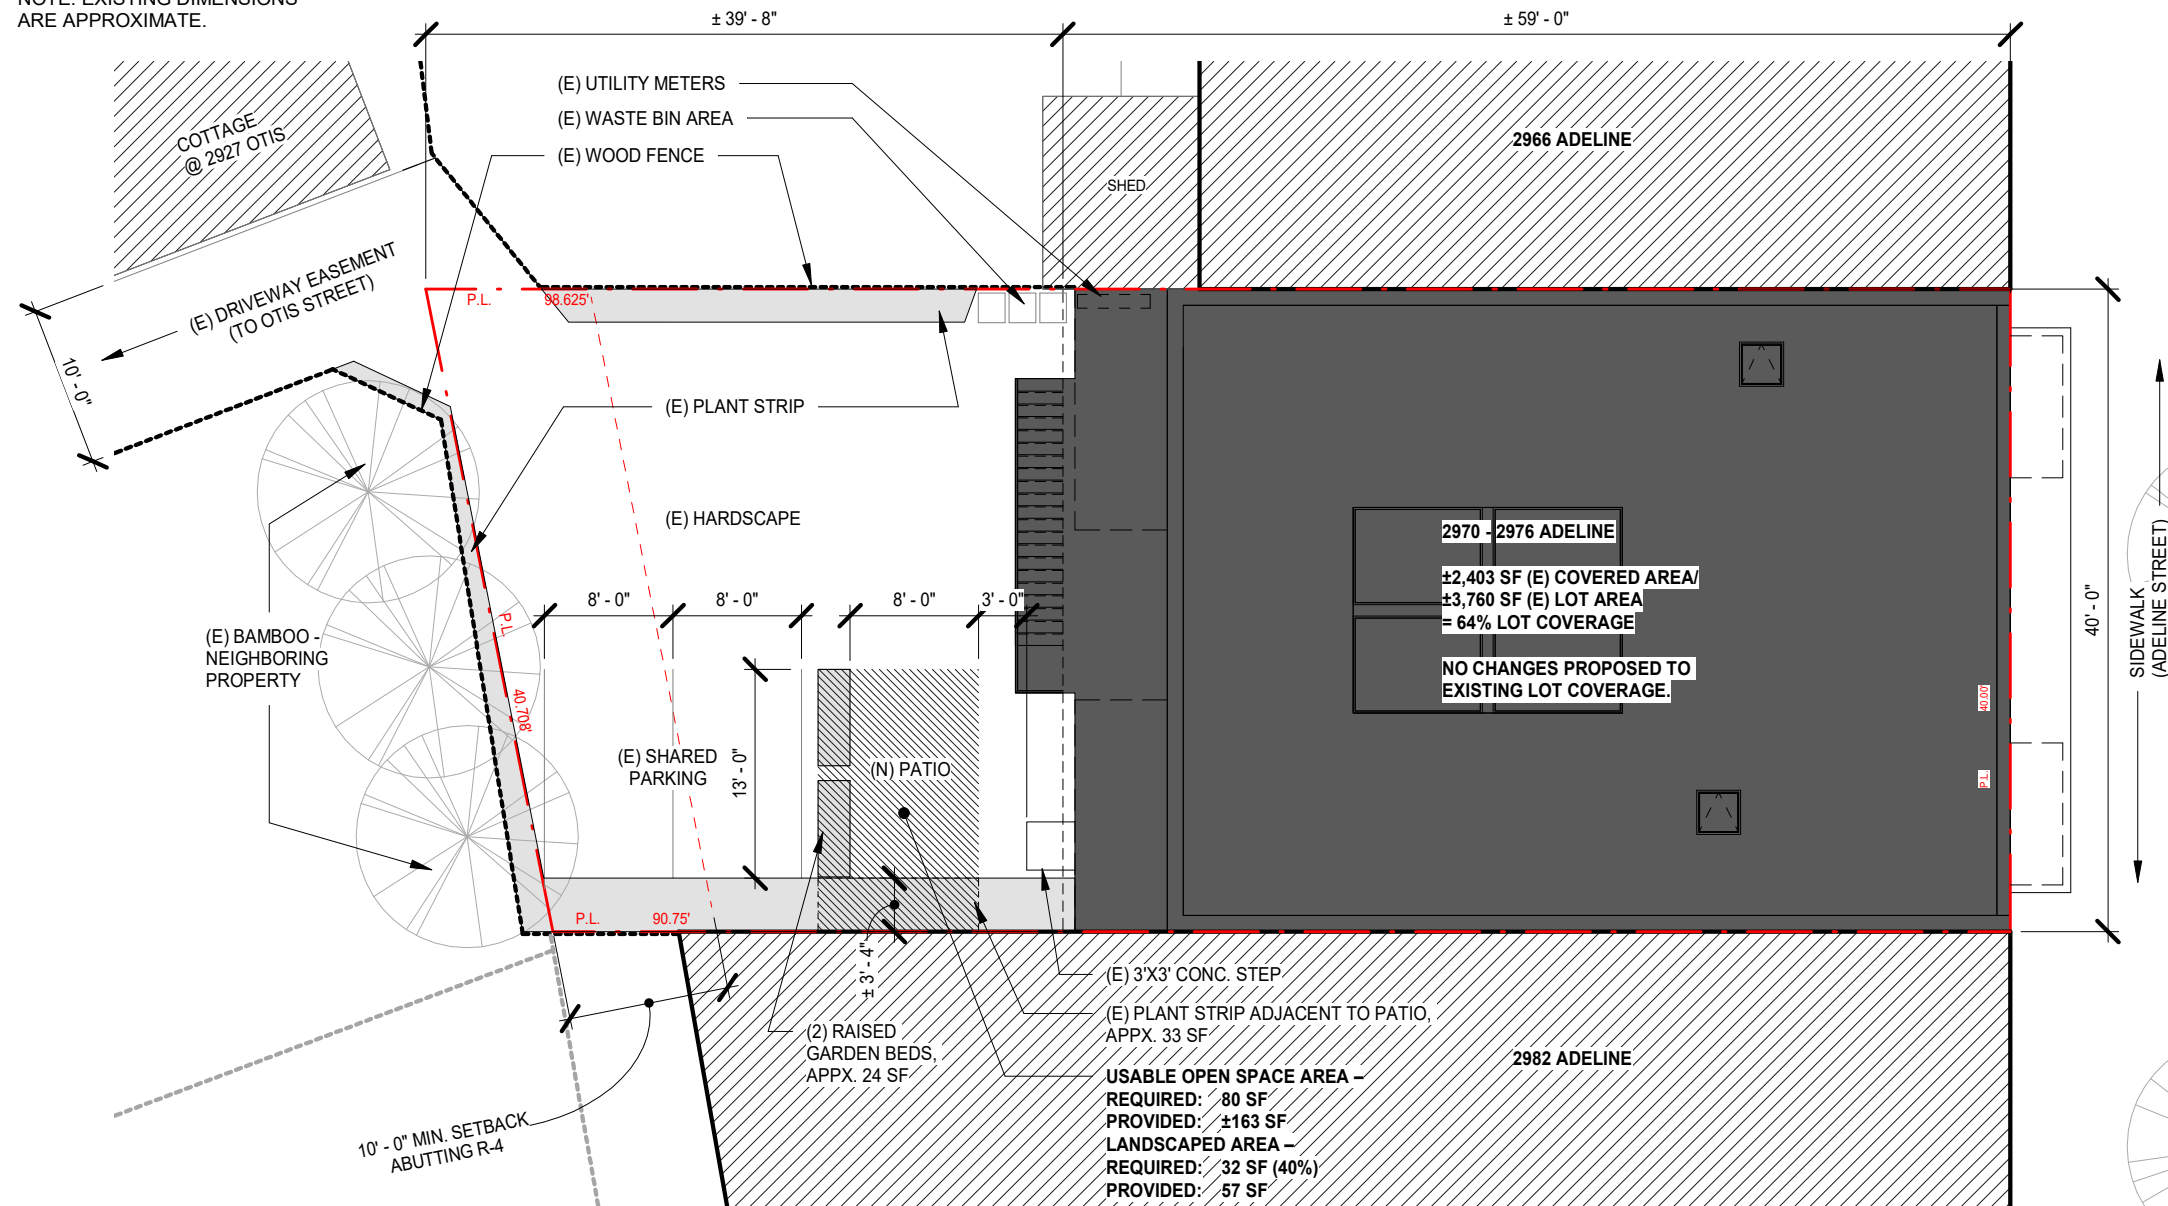 NOTE: EXISTING DIMENSIONS
ARE APPROXIMATE.
± 39' - 8"
± 59' - 0"
(E) UTILITY METERS
(E) WASTE BIN AREA
(E) WOOD FENCE
COTTAGE
@ 2927 OTIS
SHED
2966 ADELINE
(E) DRIVEWAY EASEMENT
(TO OTIS STREET)
10' - 0"
P.L.
98.625'
(E) PLANT STRIP
(E) HARDSCAPE
2970 - 2976 ADELINE
±2,403 SF (E) COVERED AREA/
±3,760 SF (E) LOT AREA
= 64% LOT COVERAGE
NO CHANGES PROPOSED TO
EXISTING LOT COVERAGE.
8' - 0"
8' - 0"
8' - 0"
3' - 0"
P.L.
40.708'
(E) BAMBOO -
NEIGHBORING
PROPERTY
(E) SHARED
PARKING
13' - 0"
(N) PATIO
40.00'
P.L.
40' - 0"
SIDEWALK
(ADELINE STREET)
P.L.
90.75'
± 3' - 4"
(E) 3'X3' CONC. STEP
(E) PLANT STRIP ADJACENT TO PATIO,
APPX. 33 SF
(2) RAISED
GARDEN BEDS,
APPX. 24 SF
2982 ADELINE
USABLE OPEN SPACE AREA –
REQUIRED: 80 SF
PROVIDED: ±163 SF
LANDSCAPED AREA –
REQUIRED: 32 SF (40%)
PROVIDED: 57 SF
10' - 0" MIN. SETBACK
ABUTTING R-4